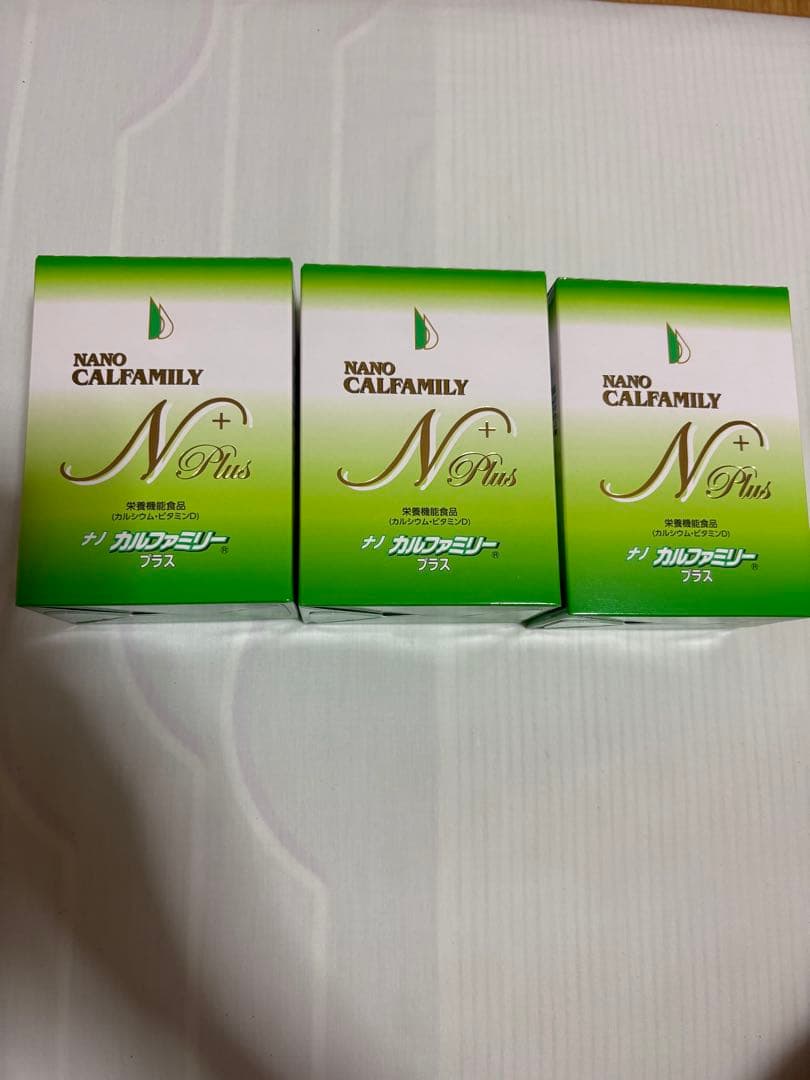 NANO
CALFAMILY
N+ Plus
栄養機能食品
(カルシウム・ビタミンD)
ナノ カルファミリー®
プラス
NANO
CALFAMILY
N+ Plus
栄養機能食品
(カルシウム・ビタミンD)
ナノ カルファミリー®
プラス
NANO
CALFAMILY
N+ Plus
栄養機能食品
(カルシウム・ビタミンD)
ナノ カルファミリー®
プラス